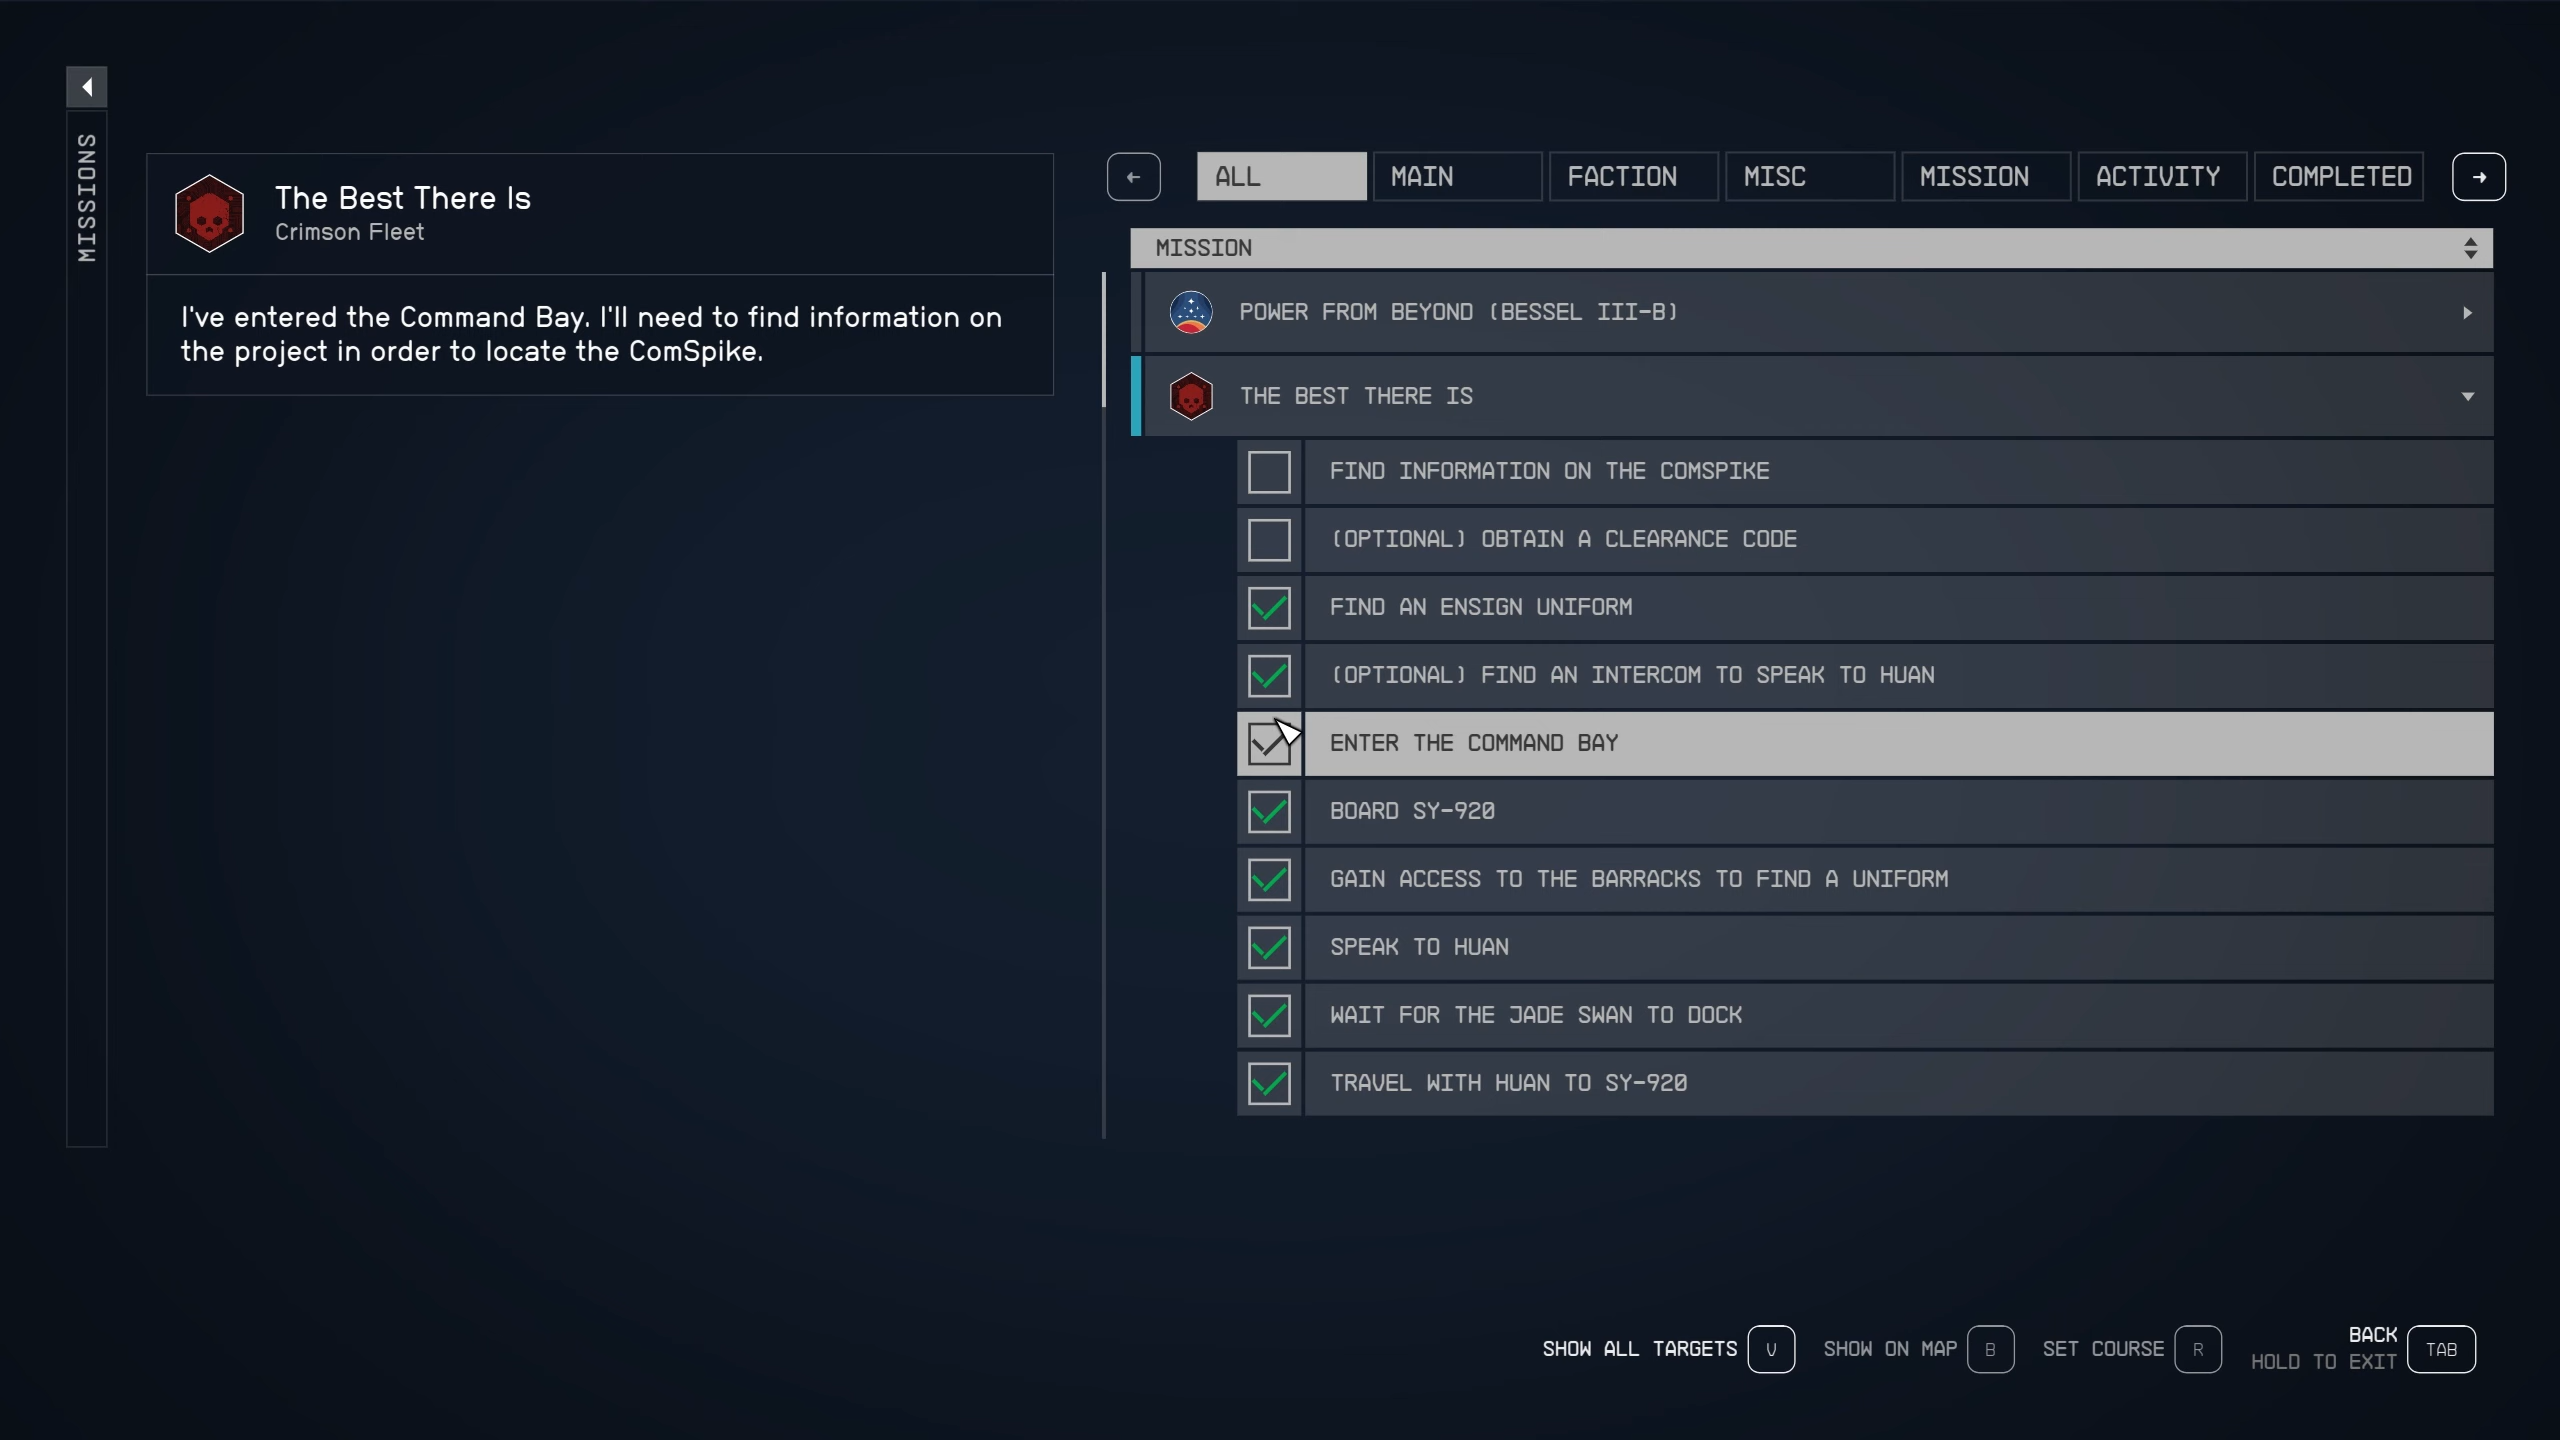 MISSIONS
The Best There Is
Crimson Fleet
I've entered the Command Bay. I'll need to find information on
the project in order to locate the ComSpike.
ALL
MAIN
FACTION
MISC
MISSION
ACTIVITY
COMPLETED
MISSION
POWER FROM BEYOND (BESSEL III-B)
THE BEST THERE IS
FIND INFORMATION ON THE COMSPIKE
(OPTIONAL) OBTAIN A CLEARANCE CODE
FIND AN ENSIGN UNIFORM
(OPTIONAL) FIND AN INTERCOM TO SPEAK TO HUAN
ENTER THE COMMAND BAY
BOARD SY-920
GAIN ACCESS TO THE BARRACKS TO FIND A UNIFORM
SPEAK TO HUAN
WAIT FOR THE JADE SWAN TO DOCK
TRAVEL WITH HUAN TO SY-920
SHOW ALL TARGETS V
SHOW ON MAP B
SET COURSE R
BACK
HOLD TO EXIT
TAB